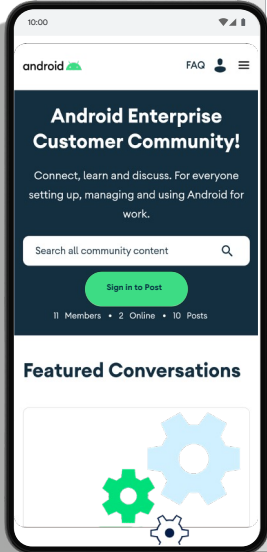 10:00
android
FAQ
Android Enterprise
Customer Community!
Connect, learn and discuss. For everyone
setting up, managing and using Android for
work.
Search all community content
Sign in to Post
11 Members • 2 Online • 10 Posts
Featured Conversations